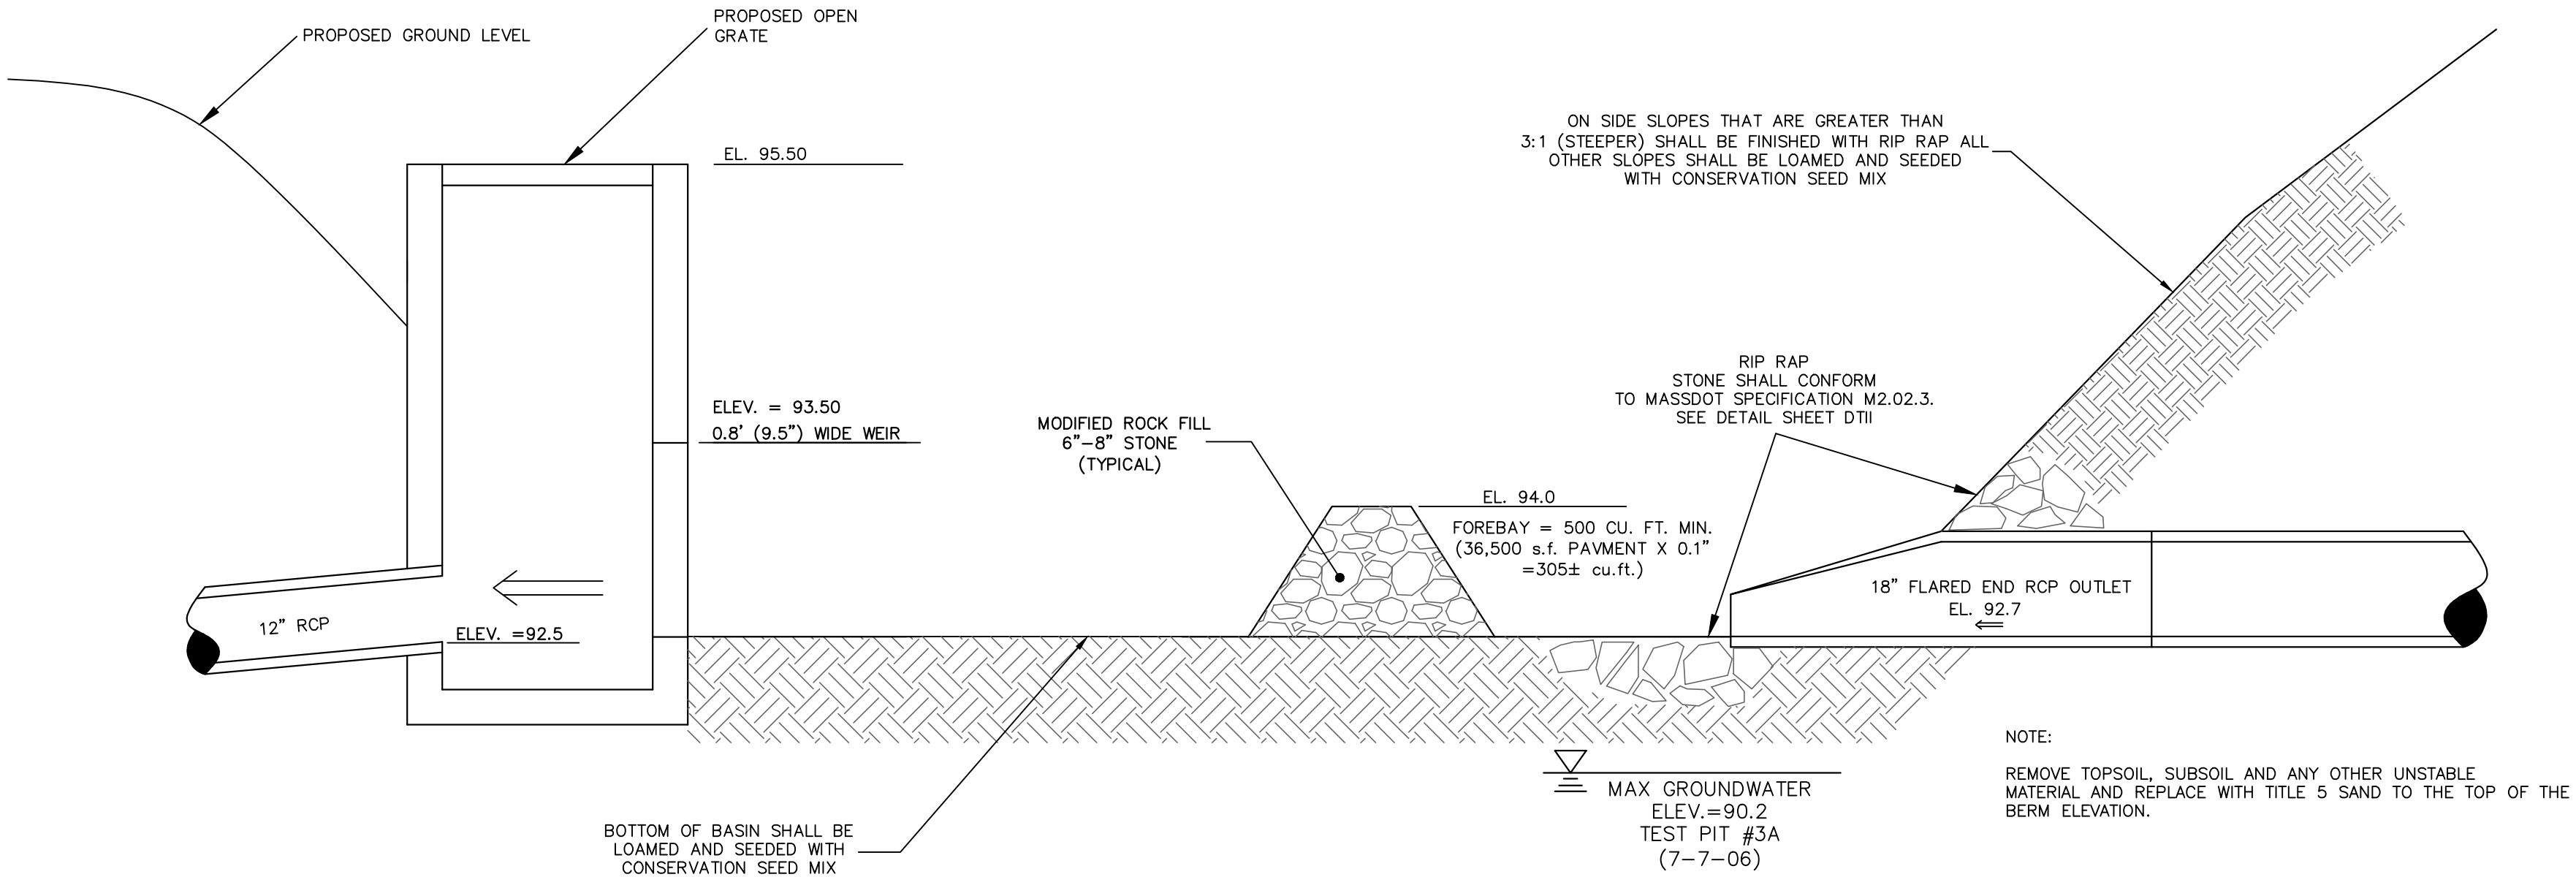 PROPOSED GROUND LEVEL
PROPOSED OPEN
GRATE
EL. 95.50
ON SIDE SLOPES THAT ARE GREATER THAN
3:1 (STEEPER) SHALL BE FINISHED WITH RIP RAP ALL
OTHER SLOPES SHALL BE LOAMED AND SEEDED
WITH CONSERVATION SEED MIX
ELEV. = 93.50
0.8' (9.5") WIDE WEIR
MODIFIED ROCK FILL
6"-8" STONE
(TYPICAL)
RIP RAP
STONE SHALL CONFORM
TO MASSDOT SPECIFICATION M2.02.3.
SEE DETAIL SHEET DTII
EL. 94.0
FOREBAY = 500 CU. FT. MIN.
(36,500 s.f. PAVMENT X 0.1"
=305± cu.ft.)
18" FLARED END RCP OUTLET
EL. 92.7
12" RCP
ELEV. =92.5
BOTTOM OF BASIN SHALL BE
LOAMED AND SEEDED WITH
CONSERVATION SEED MIX
MAX GROUNDWATER
ELEV.=90.2
TEST PIT #3A
(7-7-06)
NOTE:
REMOVE TOPSOIL, SUBSOIL AND ANY OTHER UNSTABLE
MATERIAL AND REPLACE WITH TITLE 5 SAND TO THE TOP OF THE
BERM ELEVATION.